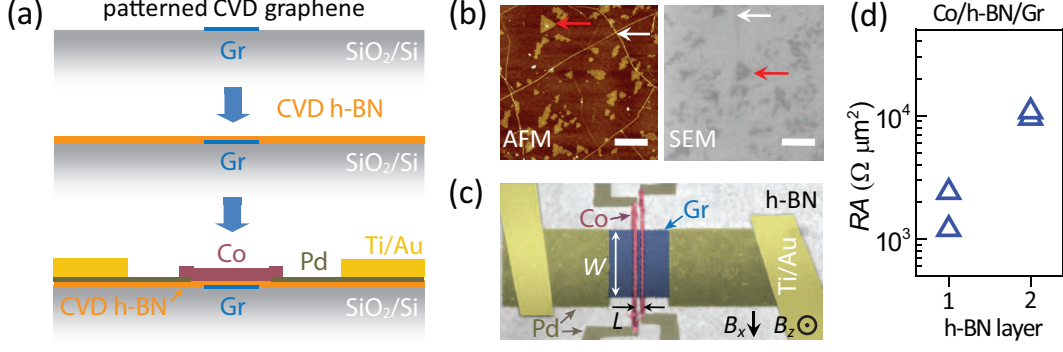 (a)
patterned CVD graphene
Gr
SiO₂/Si
CVD h-BN
Gr
SiO₂/Si
Co
Pd
Ti/Au
CVD h-BN
Gr
SiO₂/Si
(b)
AFM
SEM
(c)
h-BN
Co
Gr
W
L
Ti/Au
Pd
Bₓ
B_z
(d)
Co/h-BN/Gr
RA (Ω μm²)
10⁴
10³
1 2
h-BN layer